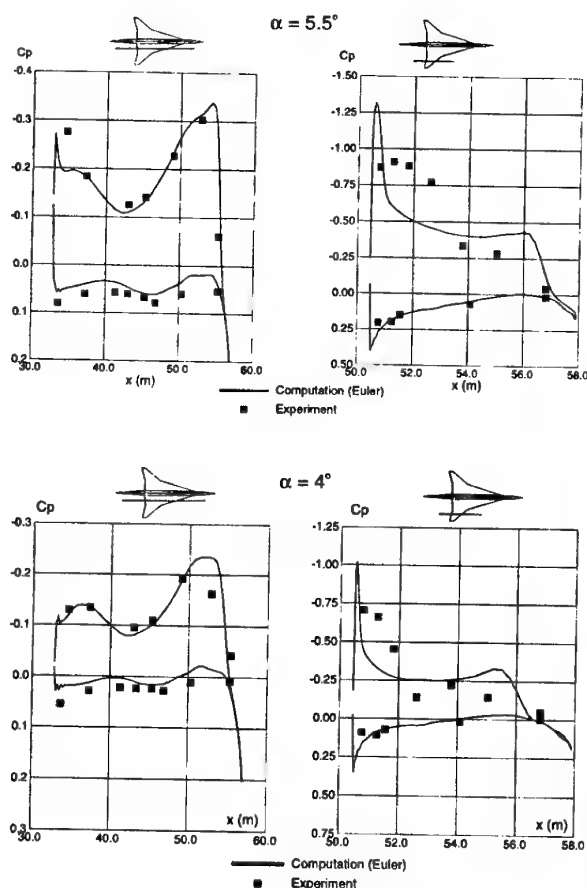 α = 5.5°
Cp
-0.4
-0.3
-0.2
-0.1
0.0
0.1
0.2
30.0 40.0 50.0 60.0
x (m)
Cp
-1.50
-1.25
-1.00
-0.75
-0.50
-0.25
0.00
0.25
0.50
50.0 52.0 54.0 56.0 58.0
x (m)
Computation (Euler)
Experiment
α = 4°
Cp
-0.3
-0.2
-0.1
0.0
0.1
0.2
0.3
30.0 40.0 50.0 60.0
x (m)
Cp
-1.25
-1.00
-0.75
-0.50
-0.25
0.00
0.25
0.50
0.75
50.0 52.0 54.0 56.0 58.0
x (m)
Computation (Euler)
Experiment